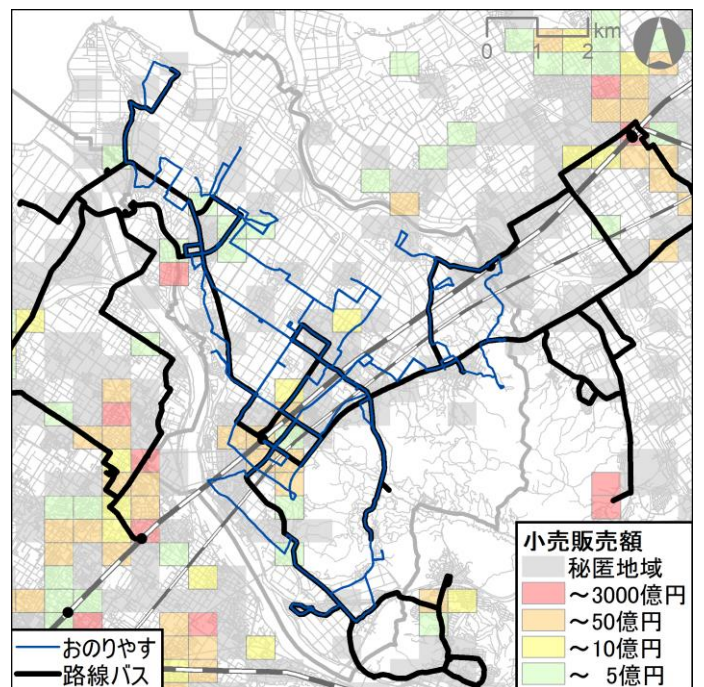 km
0 1 2
小売販売額
秘匿地域
～3000億円
～50億円
～10億円
～ 5億円
おのりやす
路線バス